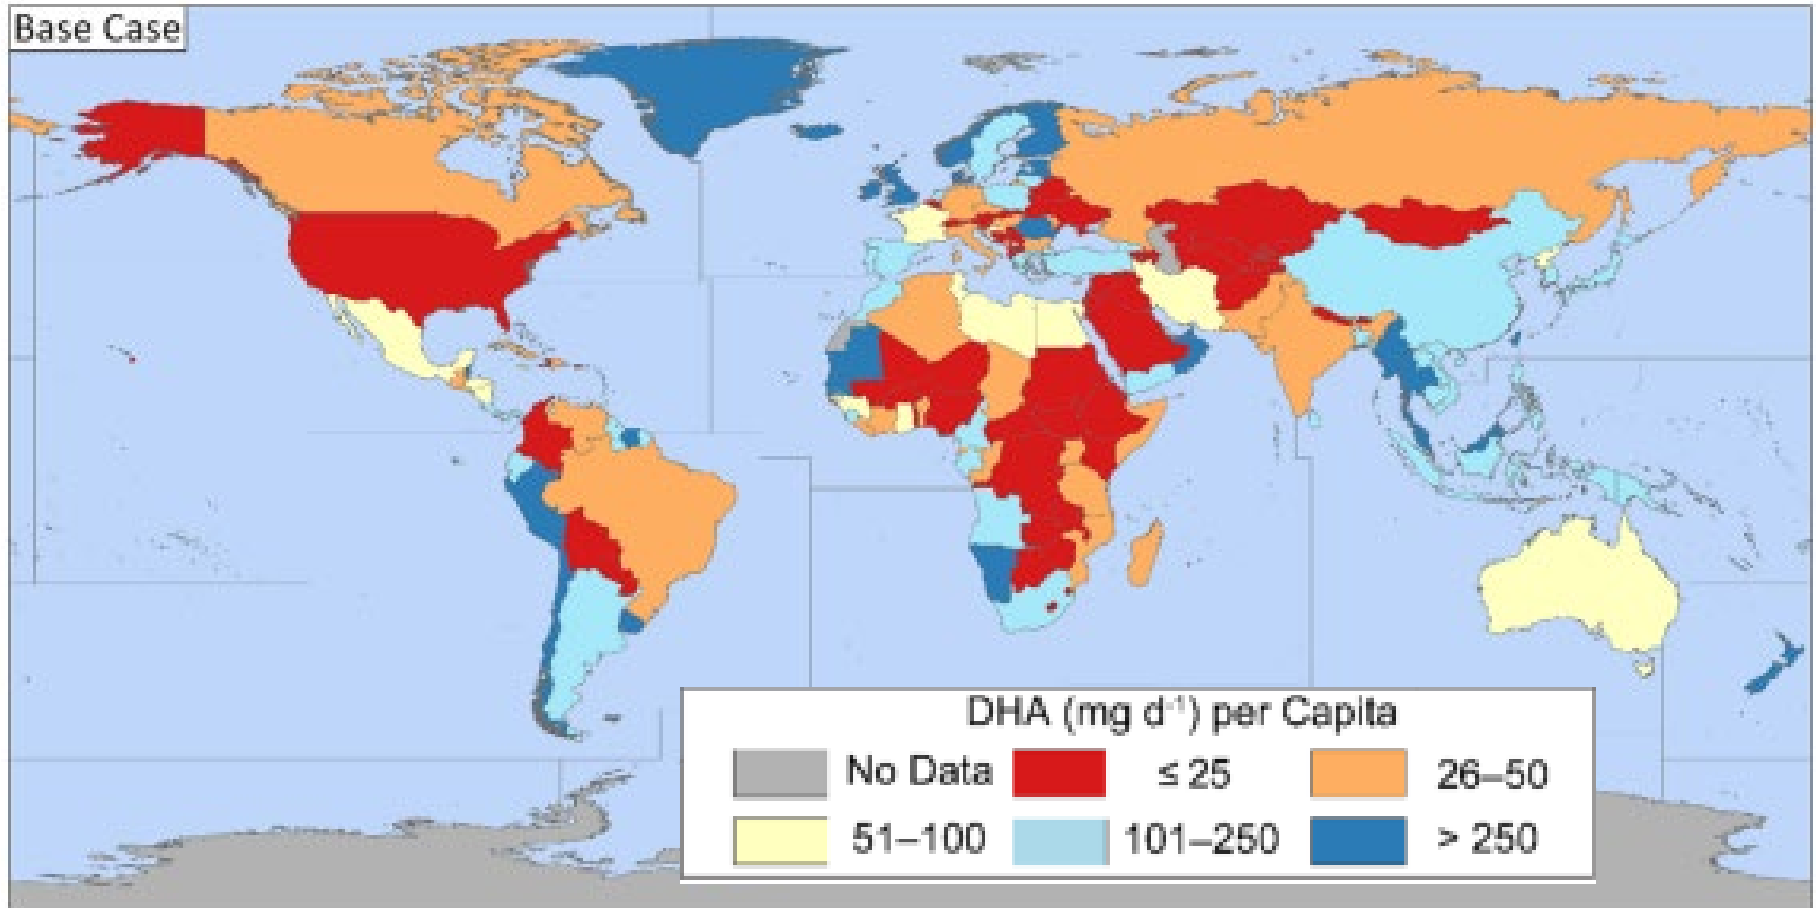 Base Case
DHA (mg d⁻¹) per Capita
No Data ≤ 25 26–50
51–100 101–250 > 250